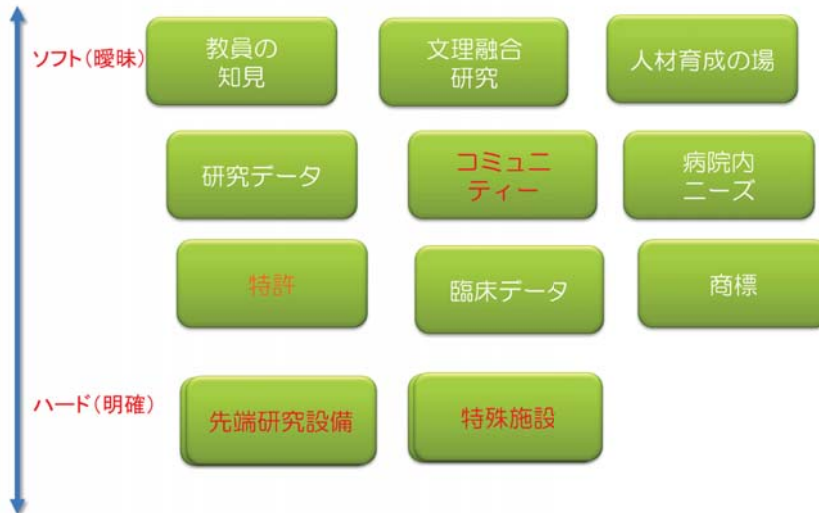 ソフト(曖昧)
教員の
知見
文理融合
研究
人材育成の場
研究データ
コミュニ
ティー
病院内
ニーズ
特許
臨床データ
商標
ハード(明確)
先端研究設備
特殊施設